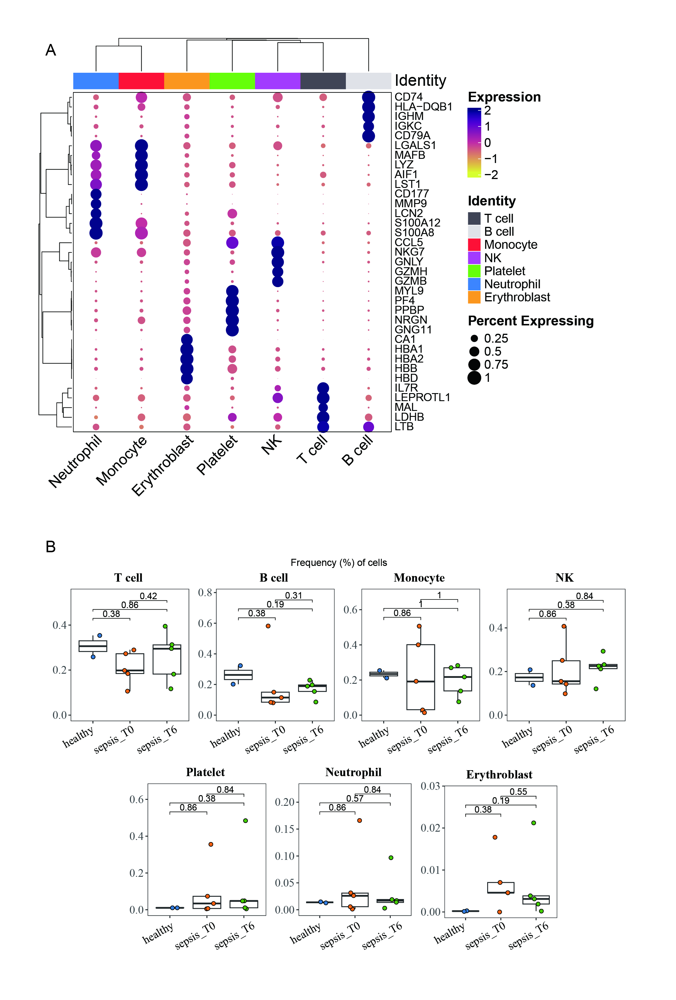 A
Identity
CD74
HLA−DQB1
IGHM
IGKC
CD79A
LGALS1
MAFB
LYZ
AIF1
LST1
CD177
MMP9
LCN2
S100A12
S100A8
CCL5
NKG7
GNLY
GZMH
GZMB
MYL9
PF4
PPBP
NRGN
GNG11
CA1
HBA1
HBA2
HBB
HBD
IL7R
LEPROTL1
MAL
LDHB
LTB
Neutrophil
Monocyte
Erythroblast
Platelet
NK
T cell
B cell
Expression
2
1
0
−1
−2
Identity
T cell
B cell
Monocyte
NK
Platelet
Neutrophil
Erythroblast
Percent Expressing
0.25
0.5
0.75
1
B
Frequency (%) of cells
T cell
0.42
0.86
0.38
0.4
0.2
0.0
healthy
sepsis_T0
sepsis_T6
B cell
0.8
0.31
0.19
0.38
0.6
0.4
0.2
0.0
healthy
sepsis_T0
sepsis_T6
Monocyte
1
1
0.86
0.6
0.4
0.2
0.0
healthy
sepsis_T0
sepsis_T6
NK
0.84
0.38
0.86
0.4
0.2
0.0
healthy
sepsis_T0
sepsis_T6
Platelet
0.84
0.38
0.86
0.6
0.4
0.2
0.0
healthy
sepsis_T0
sepsis_T6
Neutrophil
0.84
0.57
0.86
0.20
0.15
0.10
0.05
0.00
healthy
sepsis_T0
sepsis_T6
Erythroblast
0.03
0.55
0.19
0.38
0.02
0.01
0.00
healthy
sepsis_T0
sepsis_T6